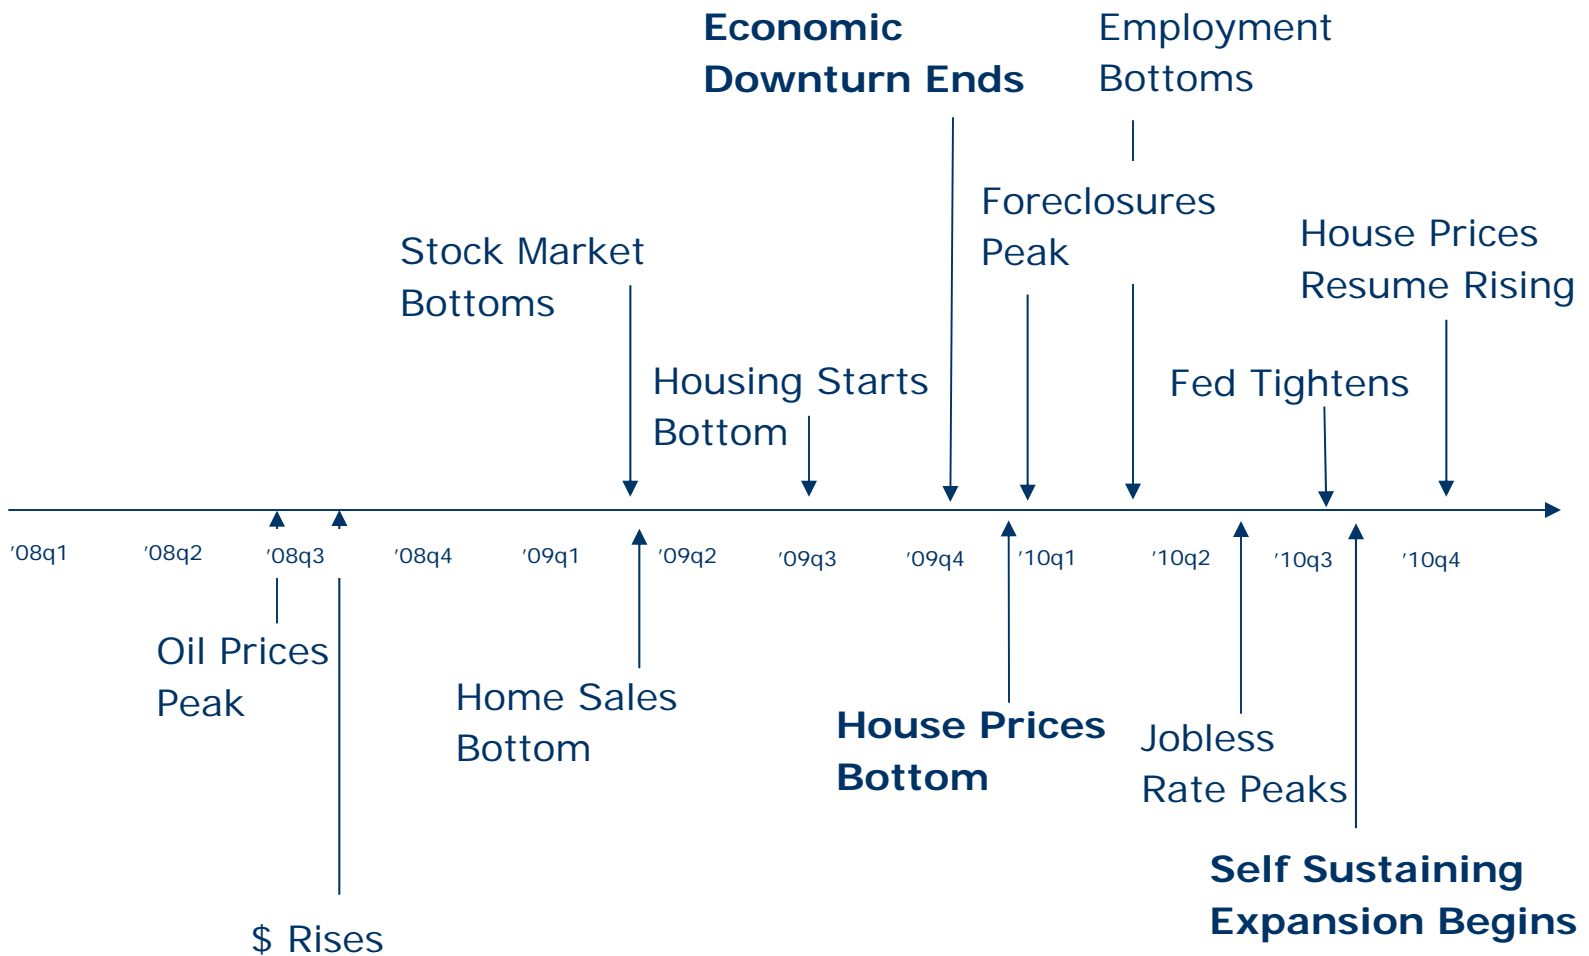 Economic
Downturn Ends
Employment
Bottoms
Foreclosures
Peak
Stock Market
Bottoms
House Prices
Resume Rising
Housing Starts
Bottom
Fed Tightens
'08q1
'08q2
'08q3
'08q4
'09q1
'09q2
'09q3
'09q4
'10q1
'10q2
'10q3
'10q4
Oil Prices
Peak
Home Sales
Bottom
House Prices
Bottom
Jobless
Rate Peaks
Self Sustaining
Expansion Begins
$ Rises